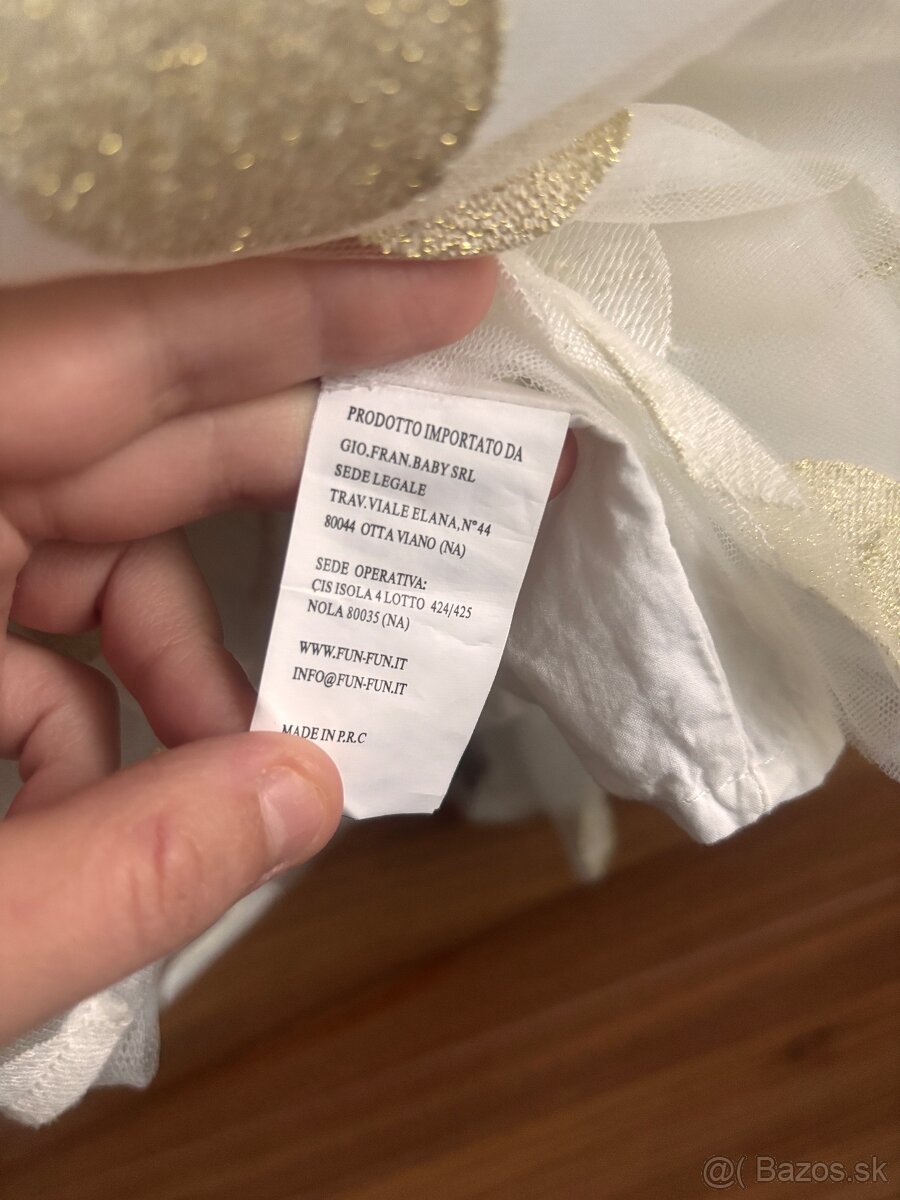 PRODOTTO IMPORTATO DA
GIO.FRAN.BABY SRL
SEDE LEGALE
TRAV.VIALE ELANA,N°44
80044 OTTAVIANO (NA)
SEDE OPERATIVA:
CIS ISOLA 4 LOTTO 424/425
NOLA 80035 (NA)
WWW.FUN-FUN.IT
INFO@FUN-FUN.IT
MADE IN P.R.C
@( Bazos.sk